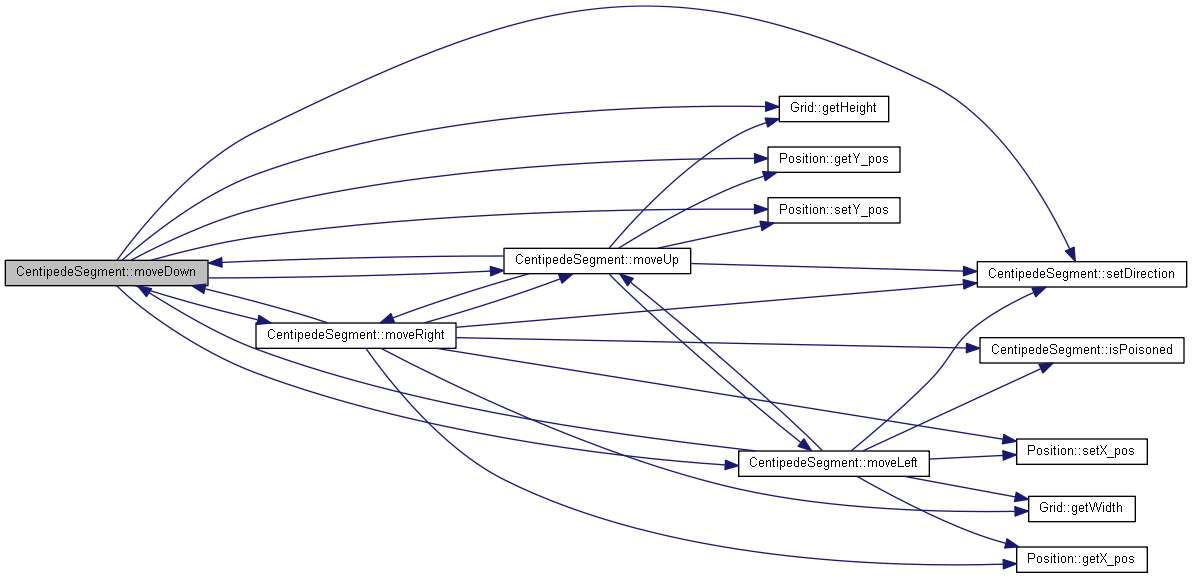 Grid::getHeight
Position::getY_pos
Position::setY_pos
CentipedeSegment::moveUp
CentipedeSegment::moveDown
CentipedeSegment::setDirection
CentipedeSegment::moveRight
CentipedeSegment::isPoisoned
Position::setX_pos
CentipedeSegment::moveLeft
Grid::getWidth
Position::getX_pos